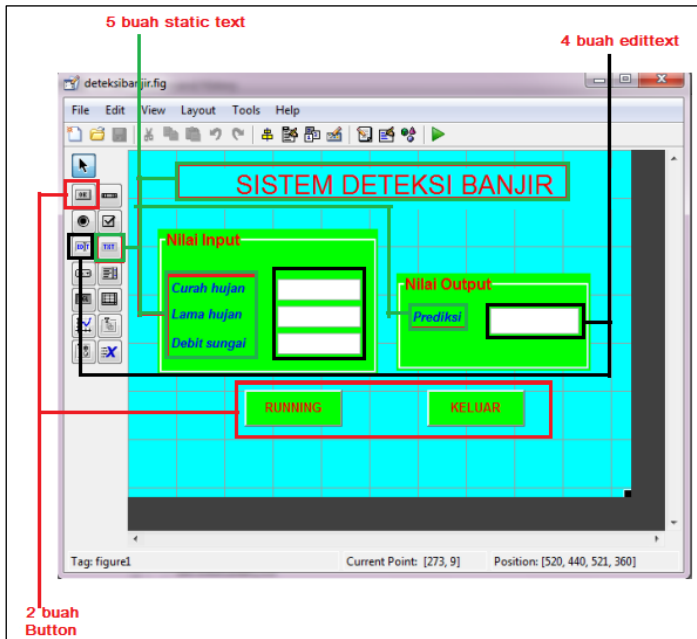 5 buah static text
4 buah edittext
deteksibanjir.fig
File Edit View Layout Tools Help
SISTEM DETEKSI BANJIR
Nilai Input
Curah hujan
Lama hujan
Debit sungai
Nilai Output
Prediksi
RUNNING KELUAR
Tag: figure1 Current Point: [273, 9] Position: [520, 440, 521, 360]
2 buah
Button